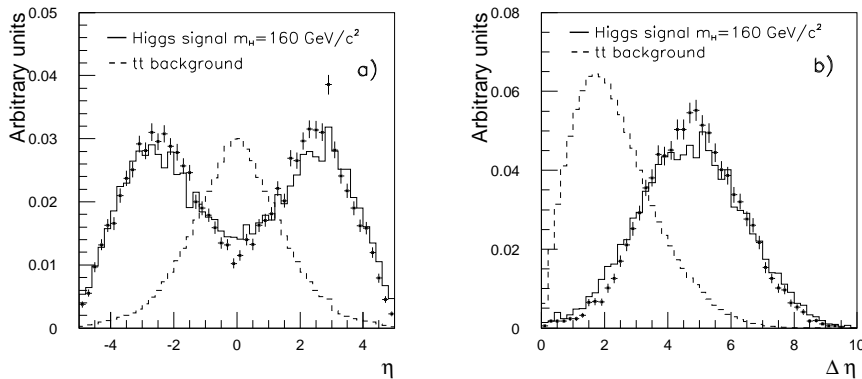 Arbitrary units
0.05
0.04
0.03
0.02
0.01
0
Higgs signal mH=160 GeV/c²
tt background
a)
-4
-2
0
2
4
η
Arbitrary units
0.08
0.06
0.04
0.02
0
Higgs signal mH=160 GeV/c²
tt background
b)
0
2
4
6
8
10
Δ η